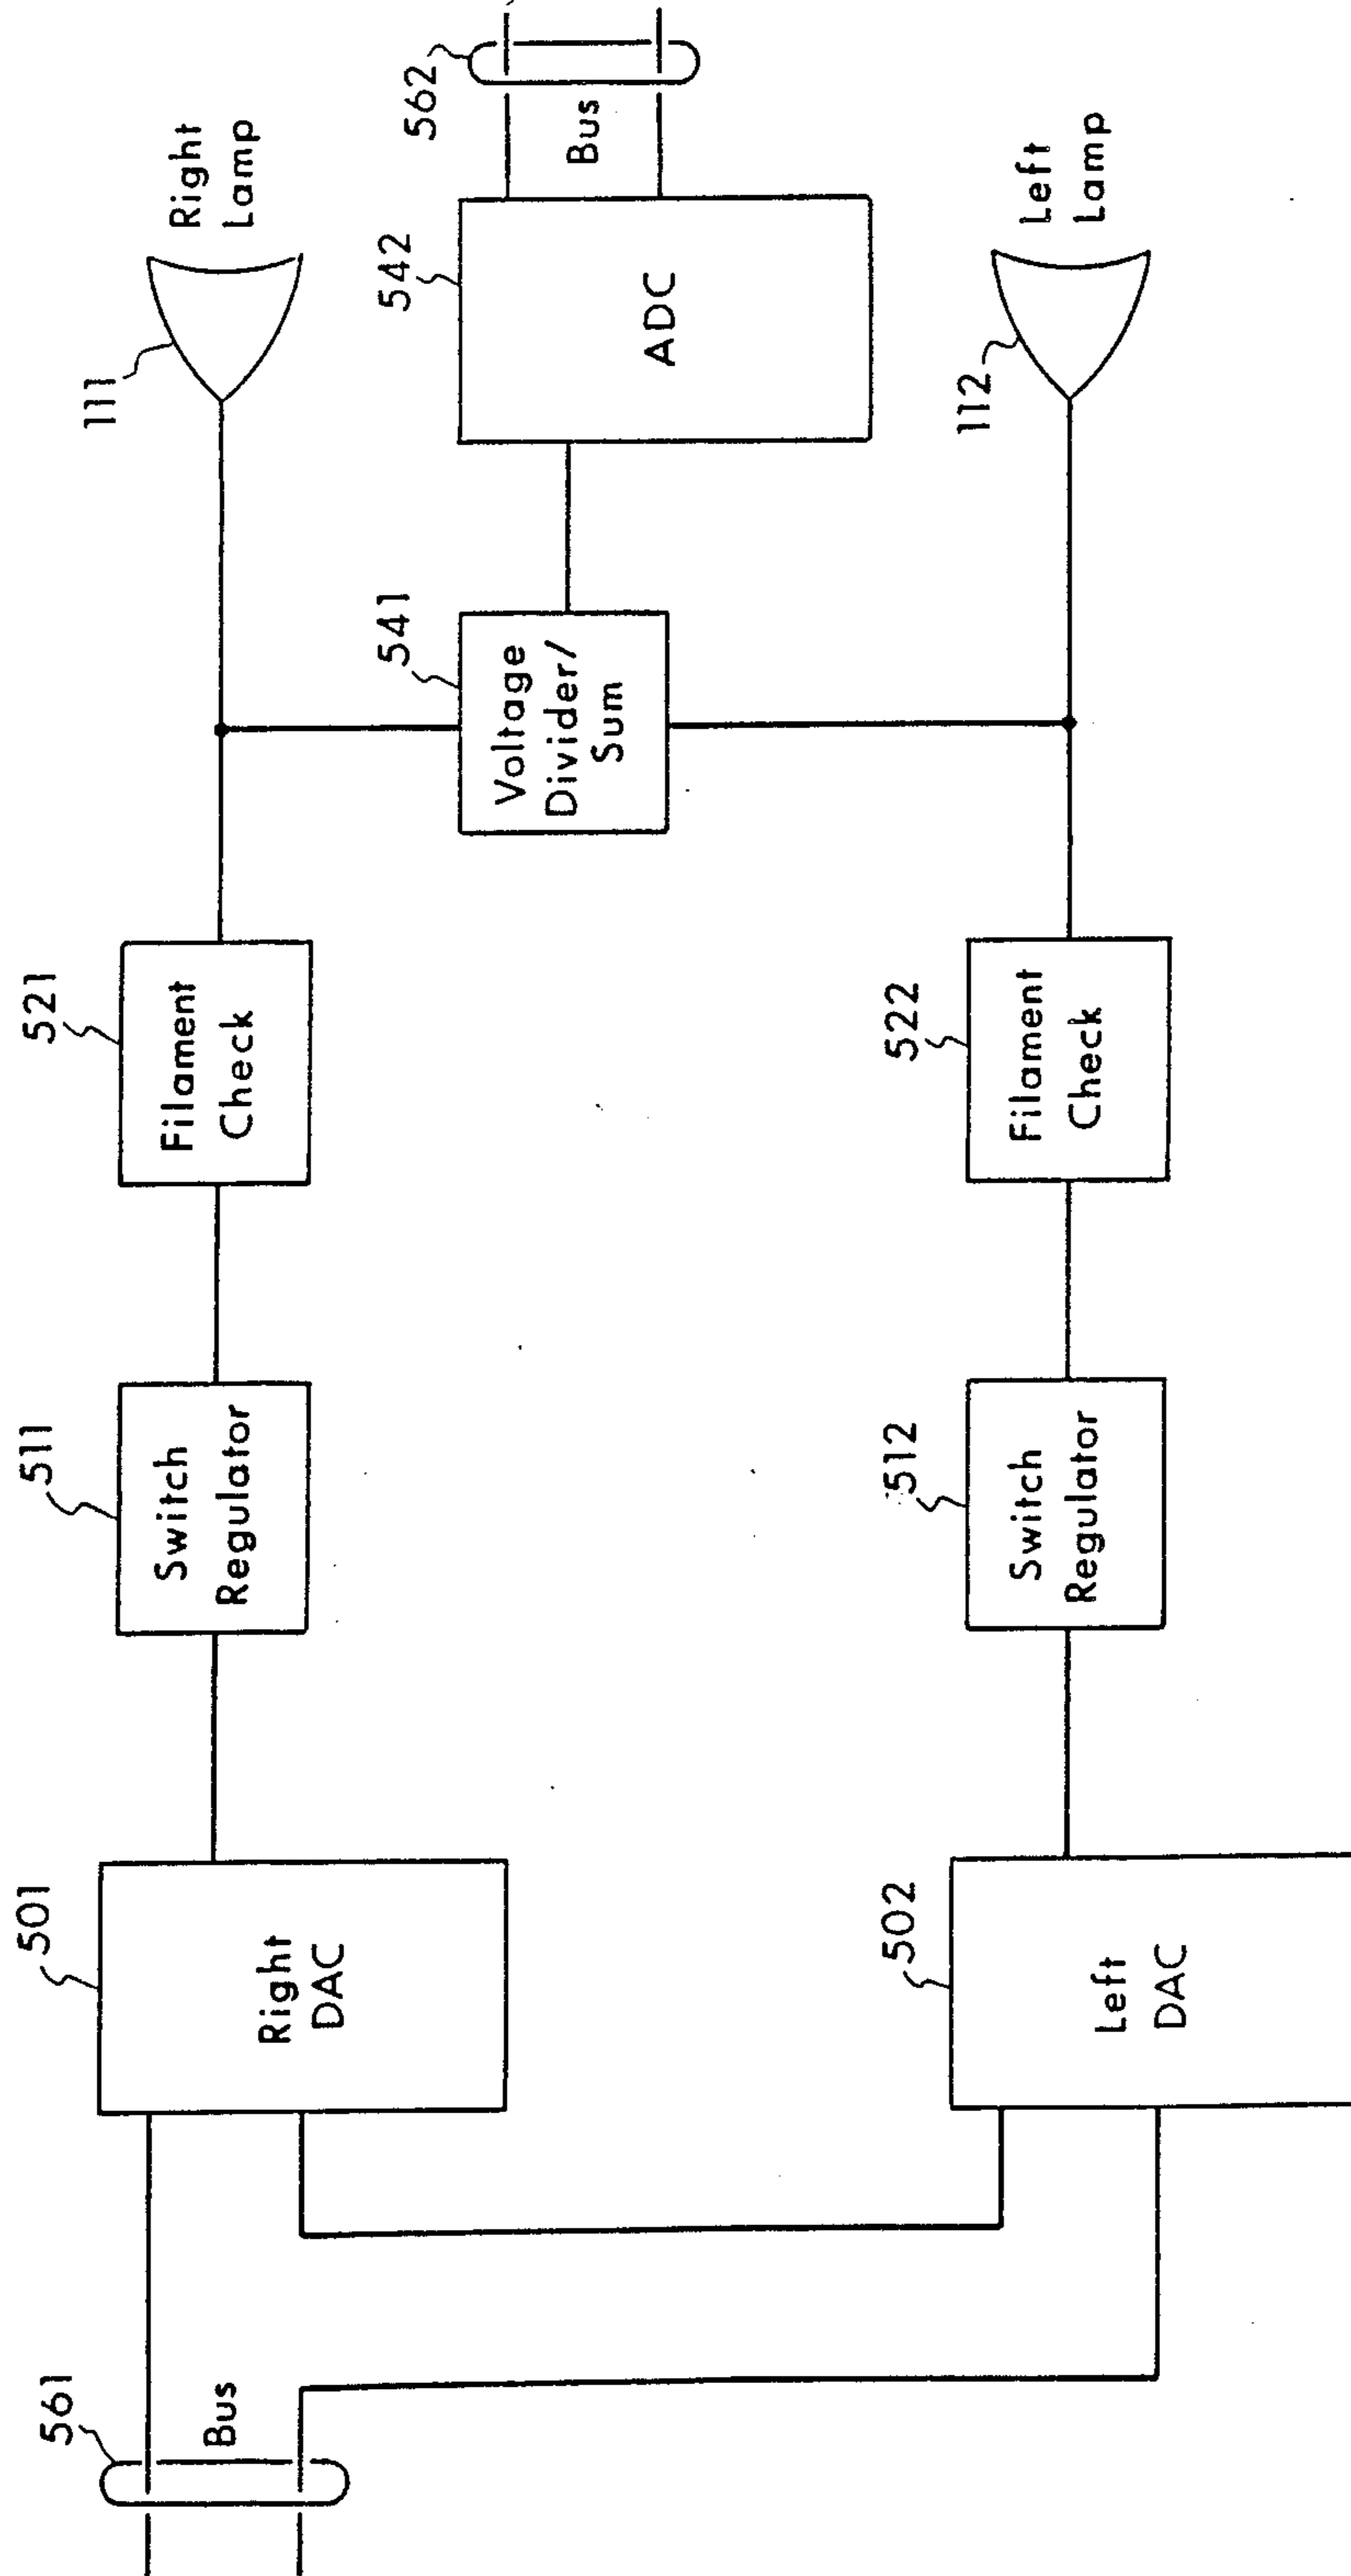 561
Bus
501
Right
DAC
511
Switch
Regulator
521
Filament
Check
111
Right
Lamp
541
Voltage
Divider/
Sum
542
ADC
562
Bus
502
Left
DAC
512
Switch
Regulator
522
Filament
Check
112
Left
Lamp